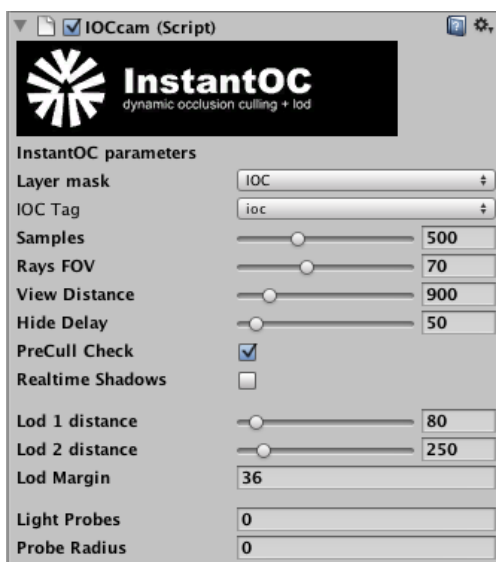 IOCcam (Script)
InstantOC
dynamic occlusion culling + lod
InstantOC parameters
Layer mask IOC
IOC Tag ioc
Samples 500
Rays FOV 70
View Distance 900
Hide Delay 50
PreCull Check
Realtime Shadows
Lod 1 distance 80
Lod 2 distance 250
Lod Margin 36
Light Probes 0
Probe Radius 0